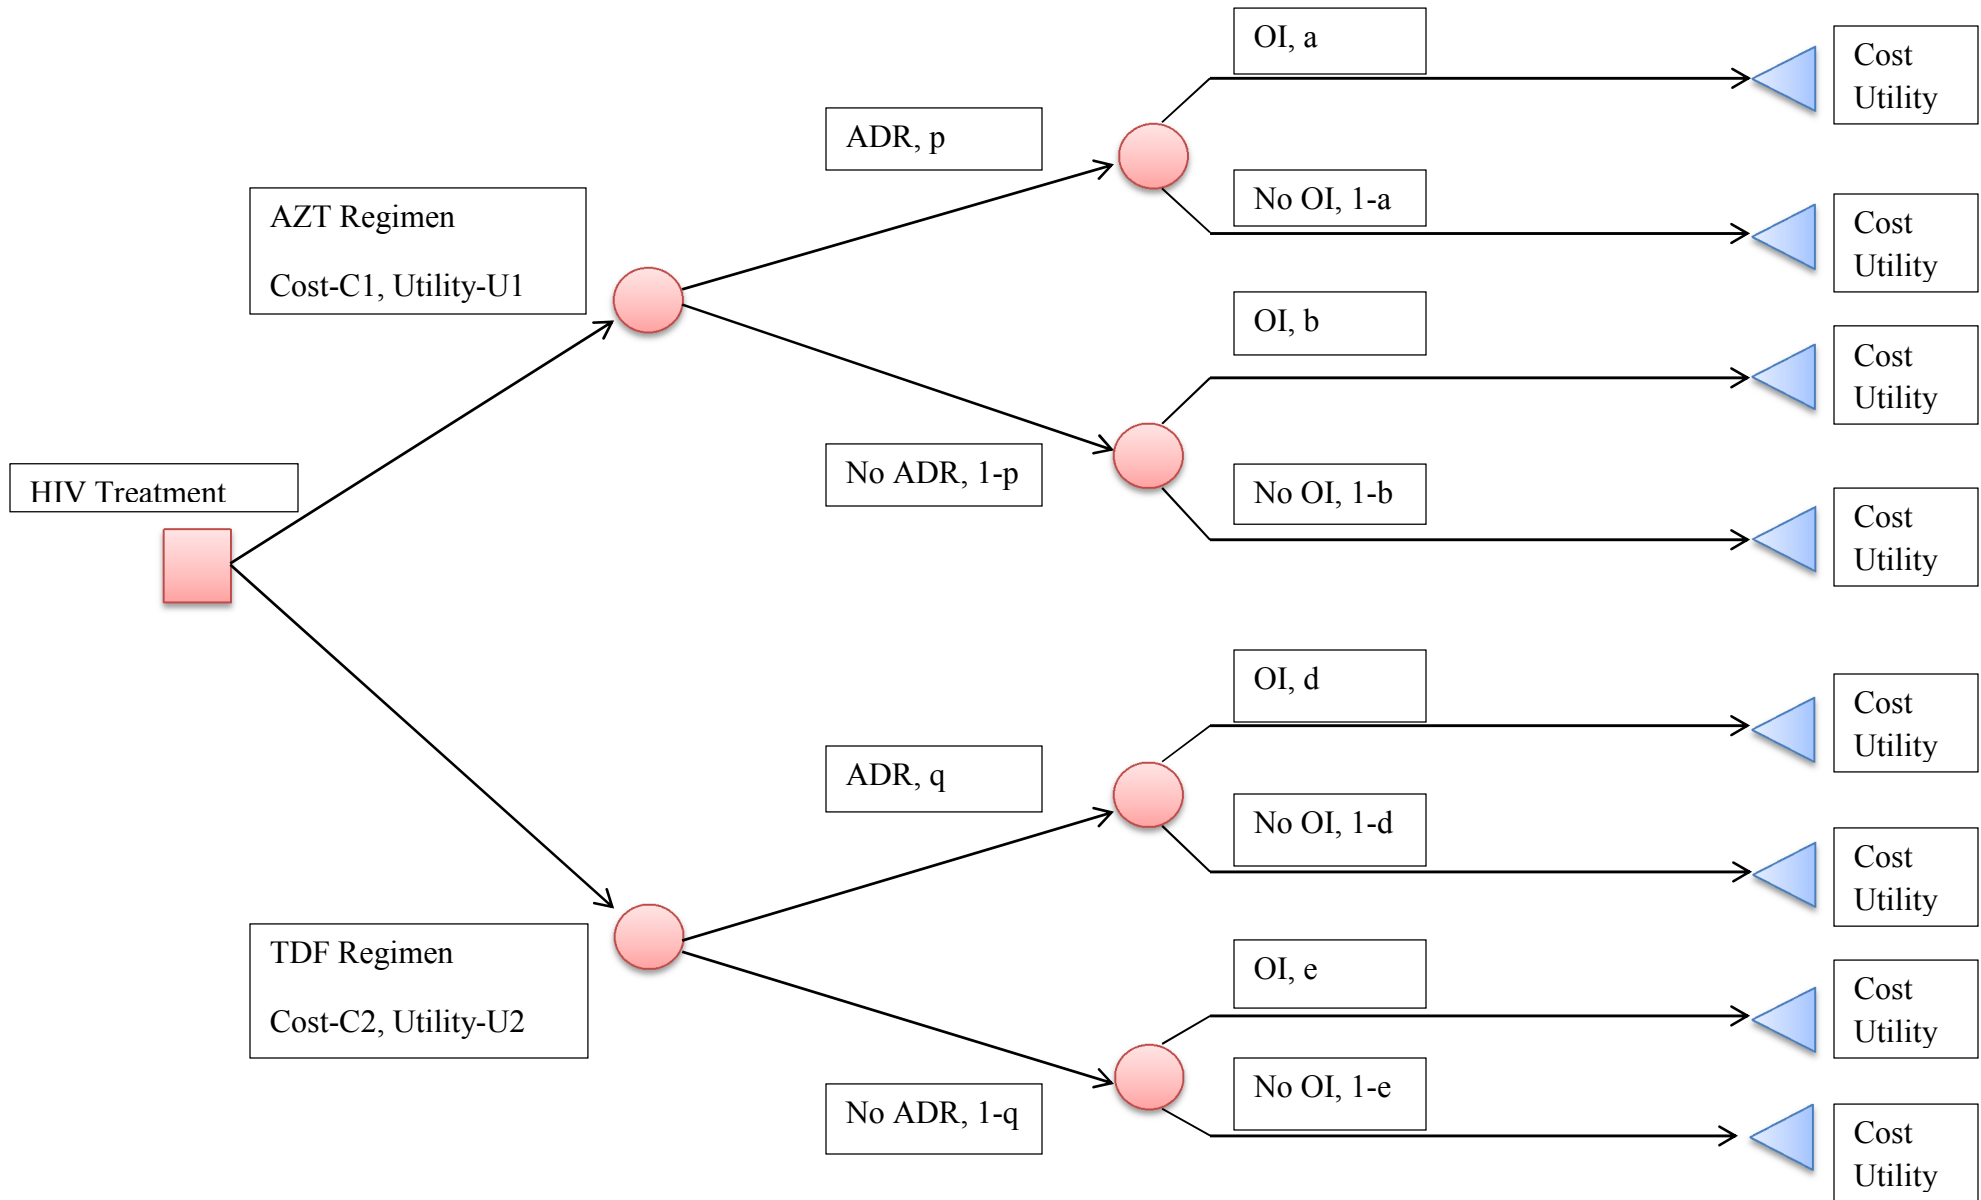 OI, a
Cost
Utility
ADR, p
No OI, 1-a
AZT Regimen
Cost-C1, Utility-U1
Cost
Utility
OI, b
Cost
Utility
No ADR, 1-p
No OI, 1-b
HIV Treatment
Cost
Utility
OI, d
Cost
Utility
ADR, q
No OI, 1-d
Cost
Utility
TDF Regimen
Cost-C2, Utility-U2
OI, e
Cost
Utility
No ADR, 1-q
No OI, 1-e
Cost
Utility